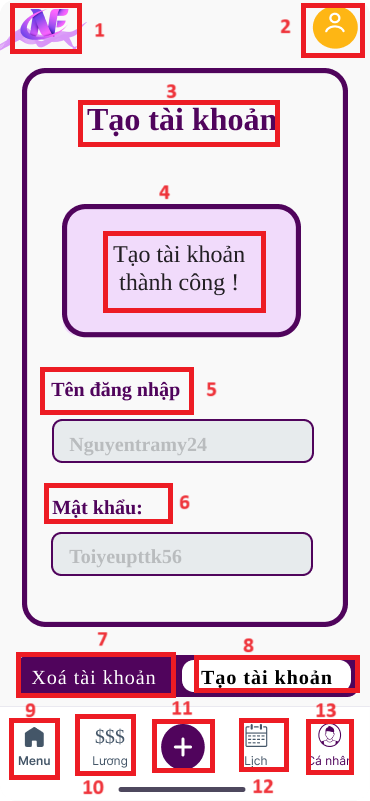 NE
1
2
3
Tạo tài khoản
4
Tạo tài khoản
thành công !
Tên đăng nhập
5
Nguyentramy24
Mật khẩu:
6
Toiyeupttk56
7
8
Xoá tài khoản
Tạo tài khoản
9
11
13
$$$
Menu
Lương
Lịch
Cá nhân
10
12